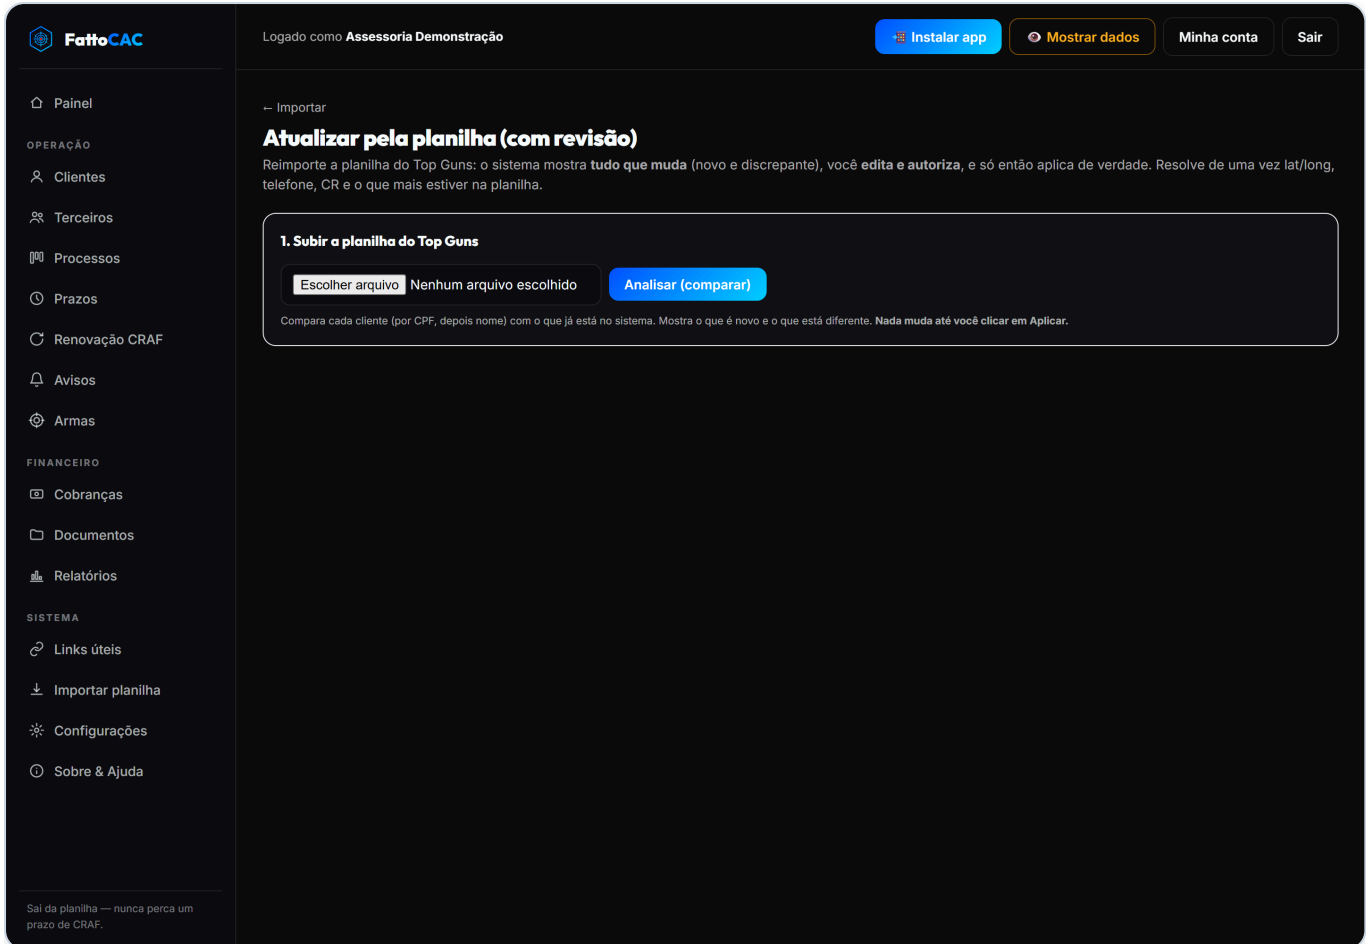 FattoCAC
Logado como Assessoria Demonstração
Instalar app
Mostrar dados
Minha conta
Sair
Painel
OPERAÇÃO
Clientes
Terceiros
Processos
Prazos
Renovação CRAF
Avisos
Armas
FINANCEIRO
Cobranças
Documentos
Relatórios
SISTEMA
Links úteis
Importar planilha
Configurações
Sobre & Ajuda
Sai da planilha — nunca perca um
prazo de CRAF.
← Importar
Atualizar pela planilha (com revisão)
Reimporte a planilha do Top Guns: o sistema mostra tudo que muda (novo e discrepante), você edita e autoriza, e só então aplica de verdade. Resolve de uma vez lat/long,
telefone, CR e o que mais estiver na planilha.
1. Subir a planilha do Top Guns
Escolher arquivo Nenhum arquivo escolhido
Analisar (comparar)
Compara cada cliente (por CPF, depois nome) com o que já está no sistema. Mostra o que é novo e o que está diferente. Nada muda até você clicar em Aplicar.